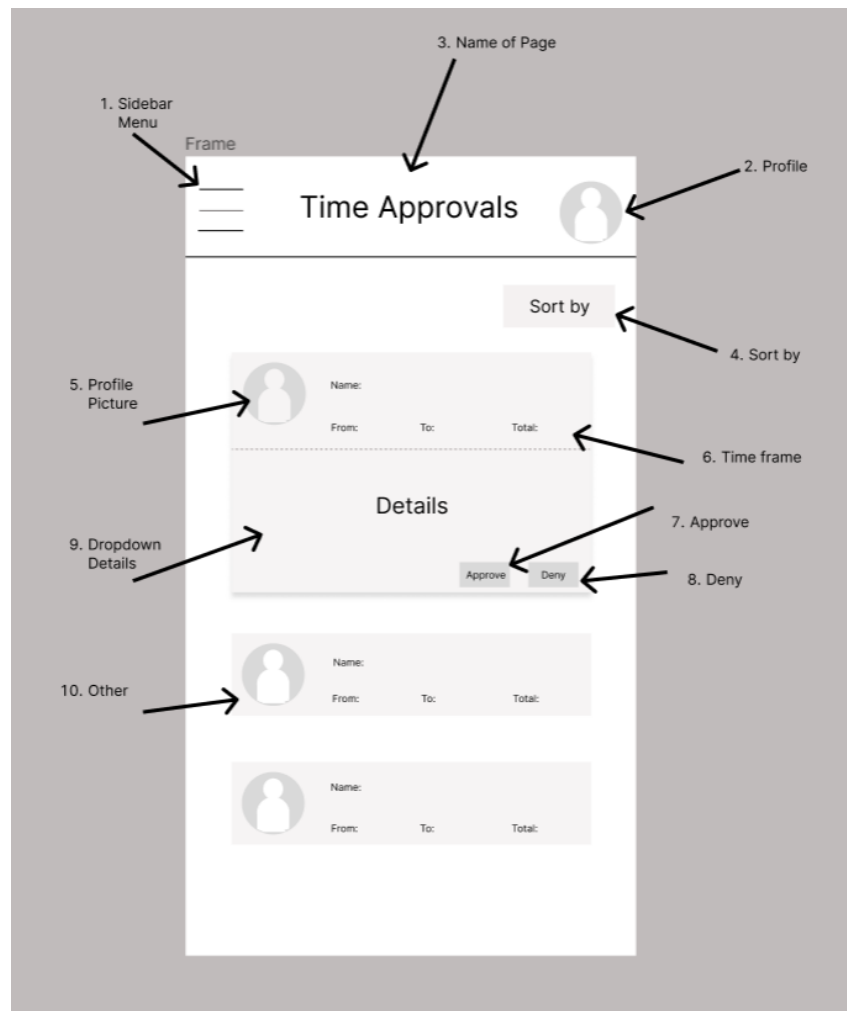 3. Name of Page
1. Sidebar
Menu
Frame
2. Profile
Time Approvals
Sort by
4. Sort by
5. Profile
Picture
Name:
From: To: Total:
6. Time frame
Details
7. Approve
9. Dropdown
Details
Approve Deny
8. Deny
Name:
10. Other
From: To: Total:
Name:
From: To: Total: